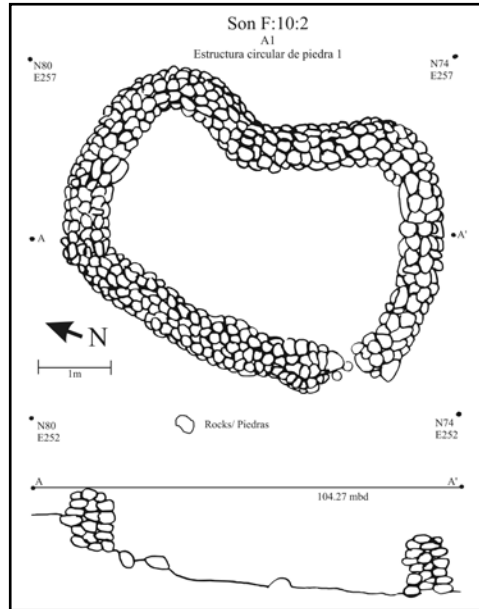 Son F:10:2
A1
Estructura circular de piedra 1
N80
E257
N74
E257
A
A'
N
1m
N80
E252
Rocks/ Piedras
N74
E252
A
A'
104.27 mbd